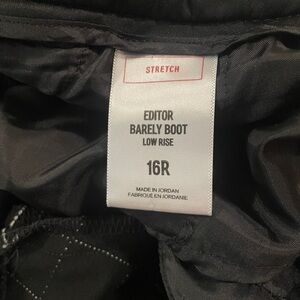 STRETCH
EDITOR
BARELY BOOT
LOW RISE
16R
MADE IN JORDAN
FABRIQUÉ EN JORDANIE